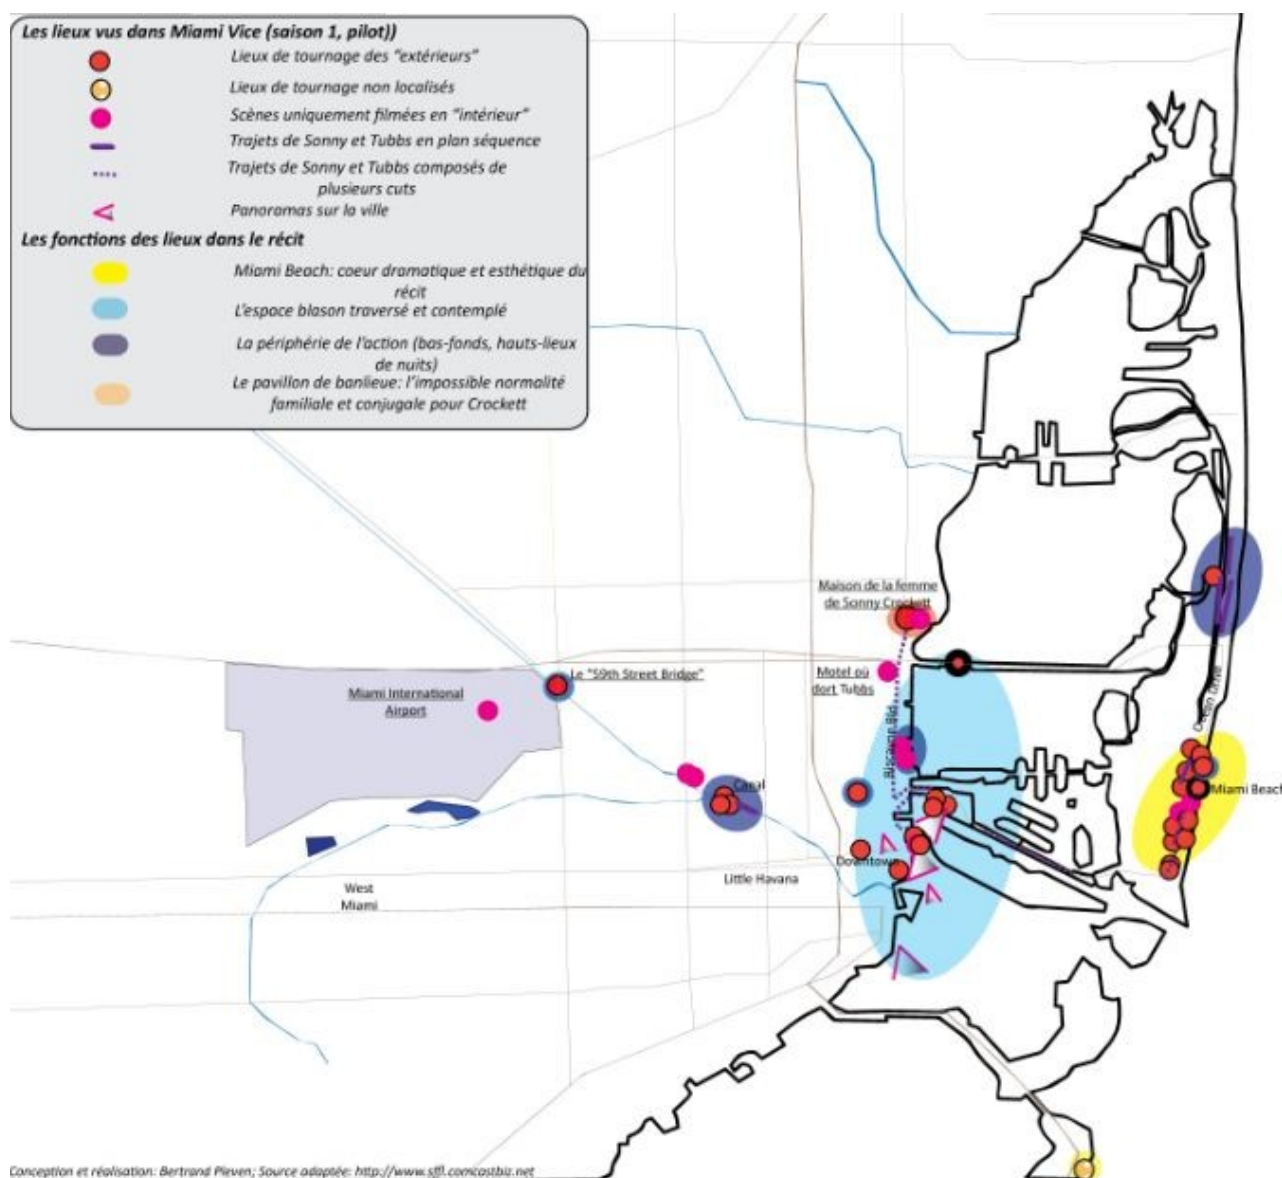 Les lieux vus dans Miami Vice (saison 1, pilot))
Lieux de tournage des "extérieurs"
Lieux de tournage non localisés
Scènes uniquement filmées en "intérieur"
Trajets de Sonny et Tubbs en plan séquence
Trajets de Sonny et Tubbs composés de
plusieurs cuts
Panoramas sur la ville
Les fonctions des lieux dans le récit
Miami Beach: coeur dramatique et esthétique du
récit
L'espace blason traversé et contemplé
La périphérie de l'action (bas-fonds, hauts-lieux
de nuits)
Le pavillon de banlieue: l'impossible normalité
familiale et conjugale pour Crockett
Maison de la femme
de Sonny Crockett
Le "59th Street Bridge"
Motel où
dort Tubbs
Miami International
Airport
Biscayne Bld
Ocean Drive
Canal
Miami Beach
Downtown
Little Havana
West
Miami
Conception et réalisation: Bertrand Pleven; Source adaptée: http://www.sffl.comcastbiz.net